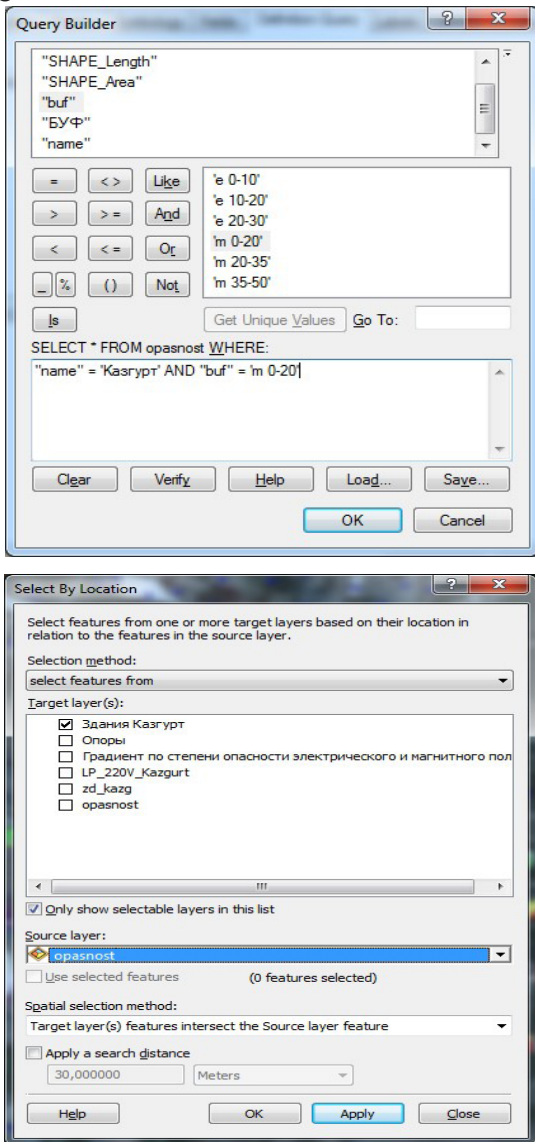 Query Builder
"SHAPE_Length"
"SHAPE_Area"
"buf"
"БУФ"
"name"
= <> Like
> >= And
< <= Or
_ % () Not
Is
'e 0-10'
'e 10-20'
'e 20-30'
'm 0-20'
'm 20-35'
'm 35-50'
Get Unique Values Go To:
SELECT * FROM opasnost WHERE:
"name" = 'Казгурт' AND "buf" = 'm 0-20'
Clear Verify Help Load... Save...
OK Cancel
Select By Location
Select features from one or more target layers based on their location in
relation to the features in the source layer.
Selection method:
select features from
Target layer(s):
Здания Казгурт
Опоры
Градиент по степени опасности электрического и магнитного пол
LP_220V_Kazgurt
zd_kazg
opasnost
Only show selectable layers in this list
Source layer:
opasnost
Use selected features (0 features selected)
Spatial selection method:
Target layer(s) features intersect the Source layer feature
Apply a search distance
30,000000 Meters
Help OK Apply Close